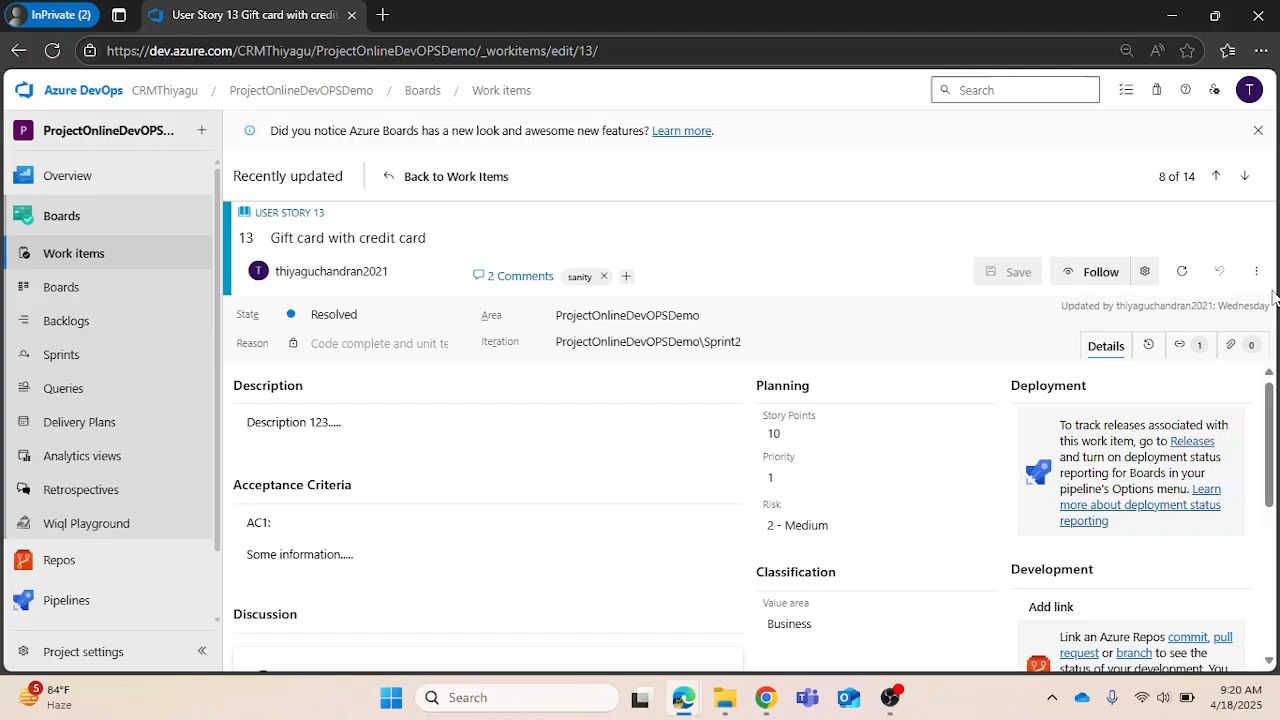 InPrivate (2)
User Story 13 Gift card with credit
https://dev.azure.com/CRMThiyagu/ProjectOnlineDevOPSDemo/_workitems/edit/13/
Azure DevOps CRMThiyagu / ProjectOnlineDevOPSDemo / Boards / Work items
Search
T
P ProjectOnlineDevOPS...
Did you notice Azure Boards has a new look and awesome new features? Learn more.
Overview
Boards
Work items
Boards
Backlogs
Sprints
Queries
Delivery Plans
Analytics views
Retrospectives
Wiql Playground
Repos
Pipelines
Project settings
Recently updated
Back to Work Items
8 of 14
USER STORY 13
13 Gift card with credit card
T thiyaguchandran2021
2 Comments
sanity
Save
Follow
Updated by thiyaguchandran2021: Wednesday
State
Resolved
Area
ProjectOnlineDevOPSDemo
Reason
Code complete and unit te
Iteration
ProjectOnlineDevOPSDemo\Sprint2
Details
1
0
Description
Description 123.....
Acceptance Criteria
AC1:
Some information.....
Discussion
Planning
Story Points
10
Priority
1
Risk
2 - Medium
Classification
Value area
Business
Deployment
To track releases associated with
this work item, go to Releases
and turn on deployment status
reporting for Boards in your
pipeline's Options menu. Learn
more about deployment status
reporting
Development
Add link
Link an Azure Repos commit, pull
request or branch to see the
status of your development. You
5
84°F
Haze
Search
9:20 AM
4/18/2025